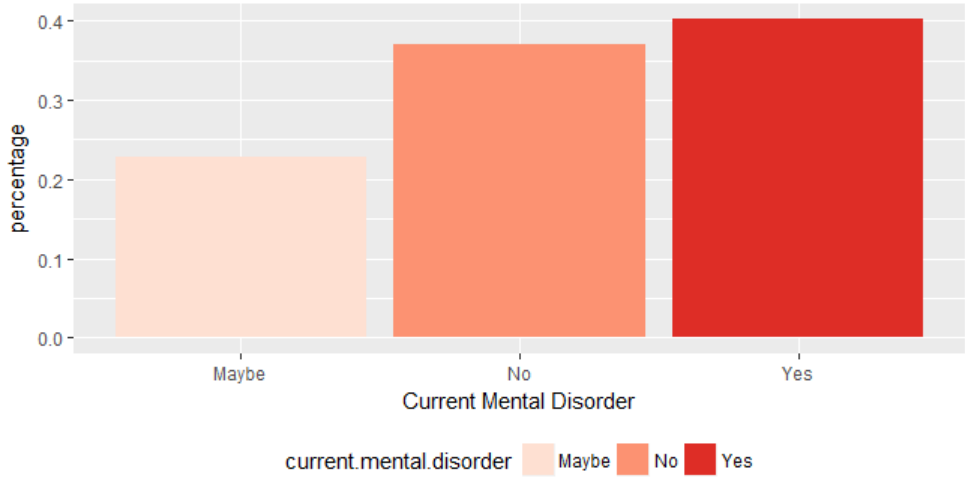 0.4
0.3
0.2
0.1
0.0
percentage
Maybe No Yes
Current Mental Disorder
current.mental.disorder Maybe No Yes